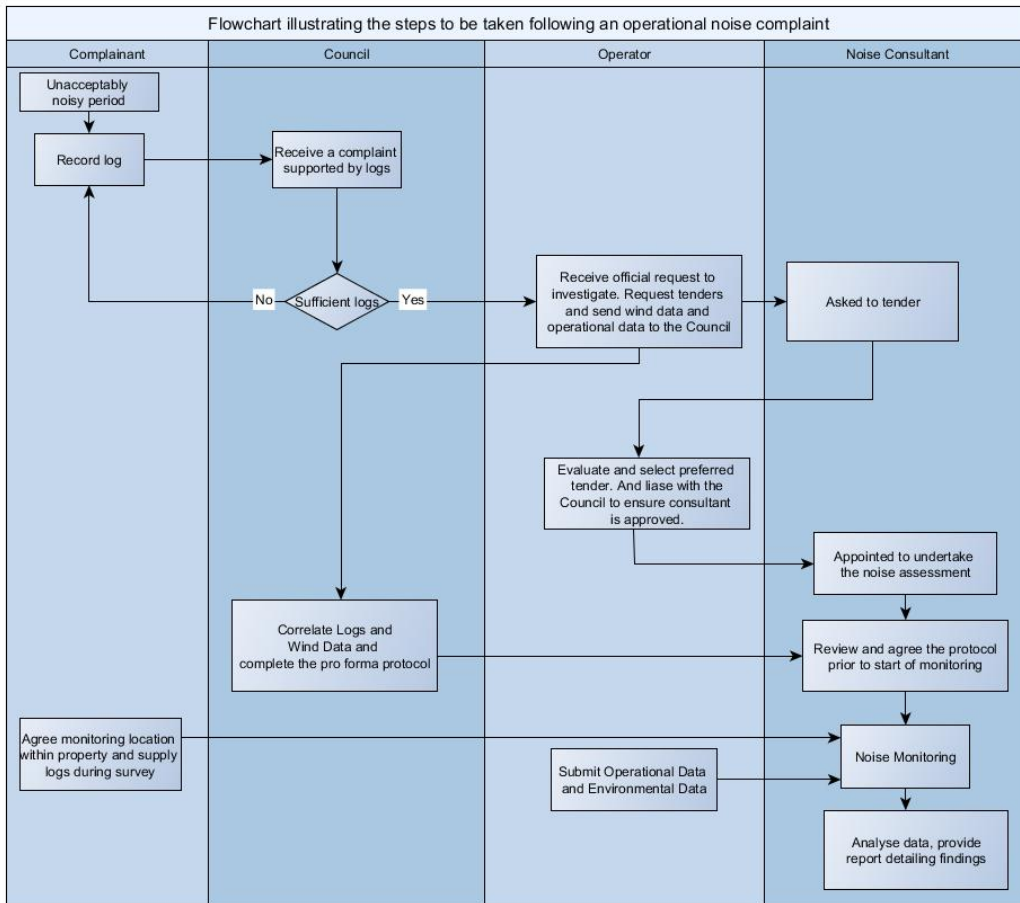 Flowchart illustrating the steps to be taken following an operational noise complaint
Complainant
Council
Operator
Noise Consultant
Unacceptably
noisy period
Record log
Receive a complaint
supported by logs
No
Sufficient logs
Yes
Receive official request to
investigate. Request tenders
and send wind data and
operational data to the Council
Asked to tender
Evaluate and select preferred
tender. And liase with the
Council to ensure consultant
is approved.
Appointed to undertake
the noise assessment
Correlate Logs and
Wind Data and
complete the pro forma protocol
Review and agree the protocol
prior to start of monitoring
Agree monitoring location
within property and supply
logs during survey
Submit Operational Data
and Environmental Data
Noise Monitoring
Analyse data, provide
report detailing findings